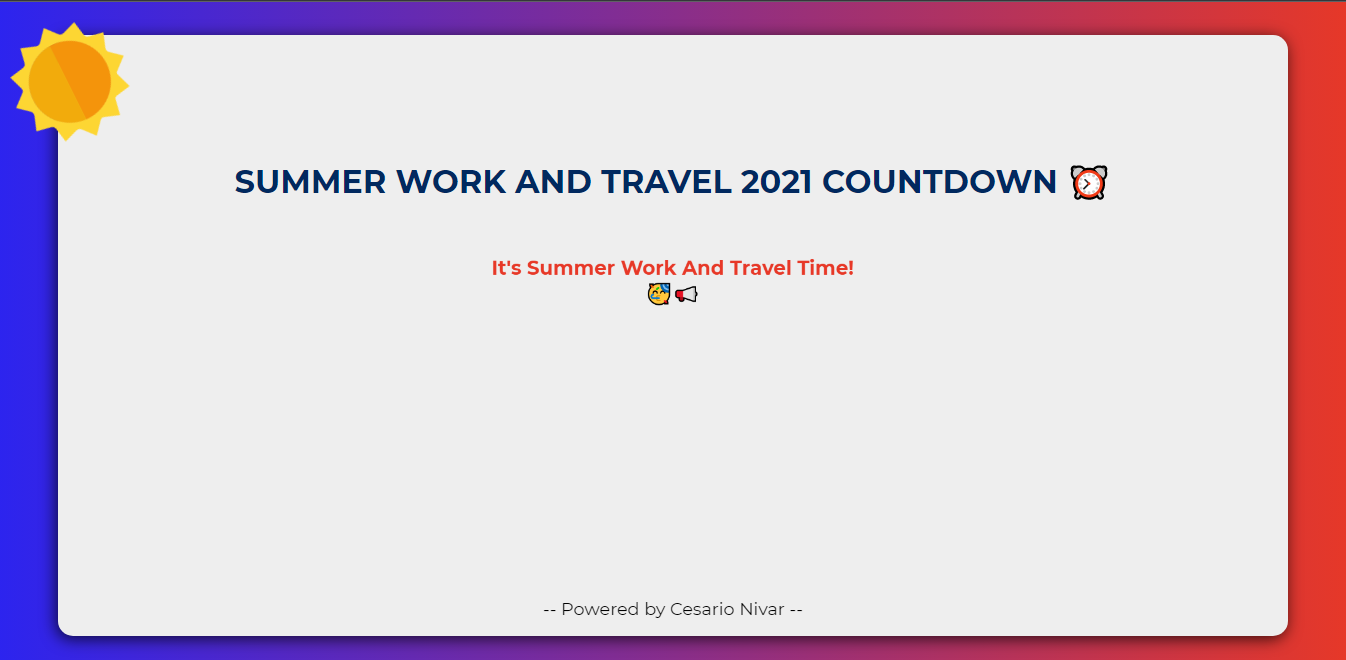 SUMMER WORK AND TRAVEL 2021 COUNTDOWN ⏰
It's Summer Work And Travel Time!
🥳📢
-- Powered by Cesario Nivar --